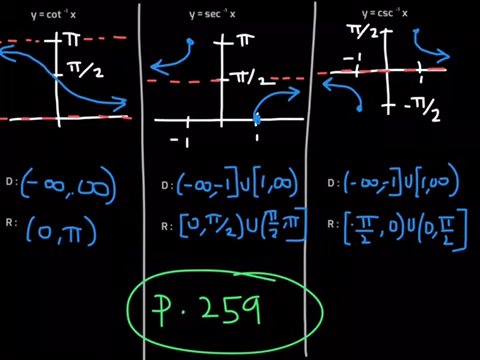 y = cot⁻¹ x
π
π/2
D: (-∞, ∞)
R: (0, π)
y = sec⁻¹ x
π
π/2
-1 1
D: (-∞,-1]∪[1,∞)
R: [0,π/2)∪(π/2,π]
y = csc⁻¹ x
π/2
-1 1
-π/2
D: (-∞,-1]∪[1,∞)
R: [-π/2,0)∪(0,π/2]
P. 259